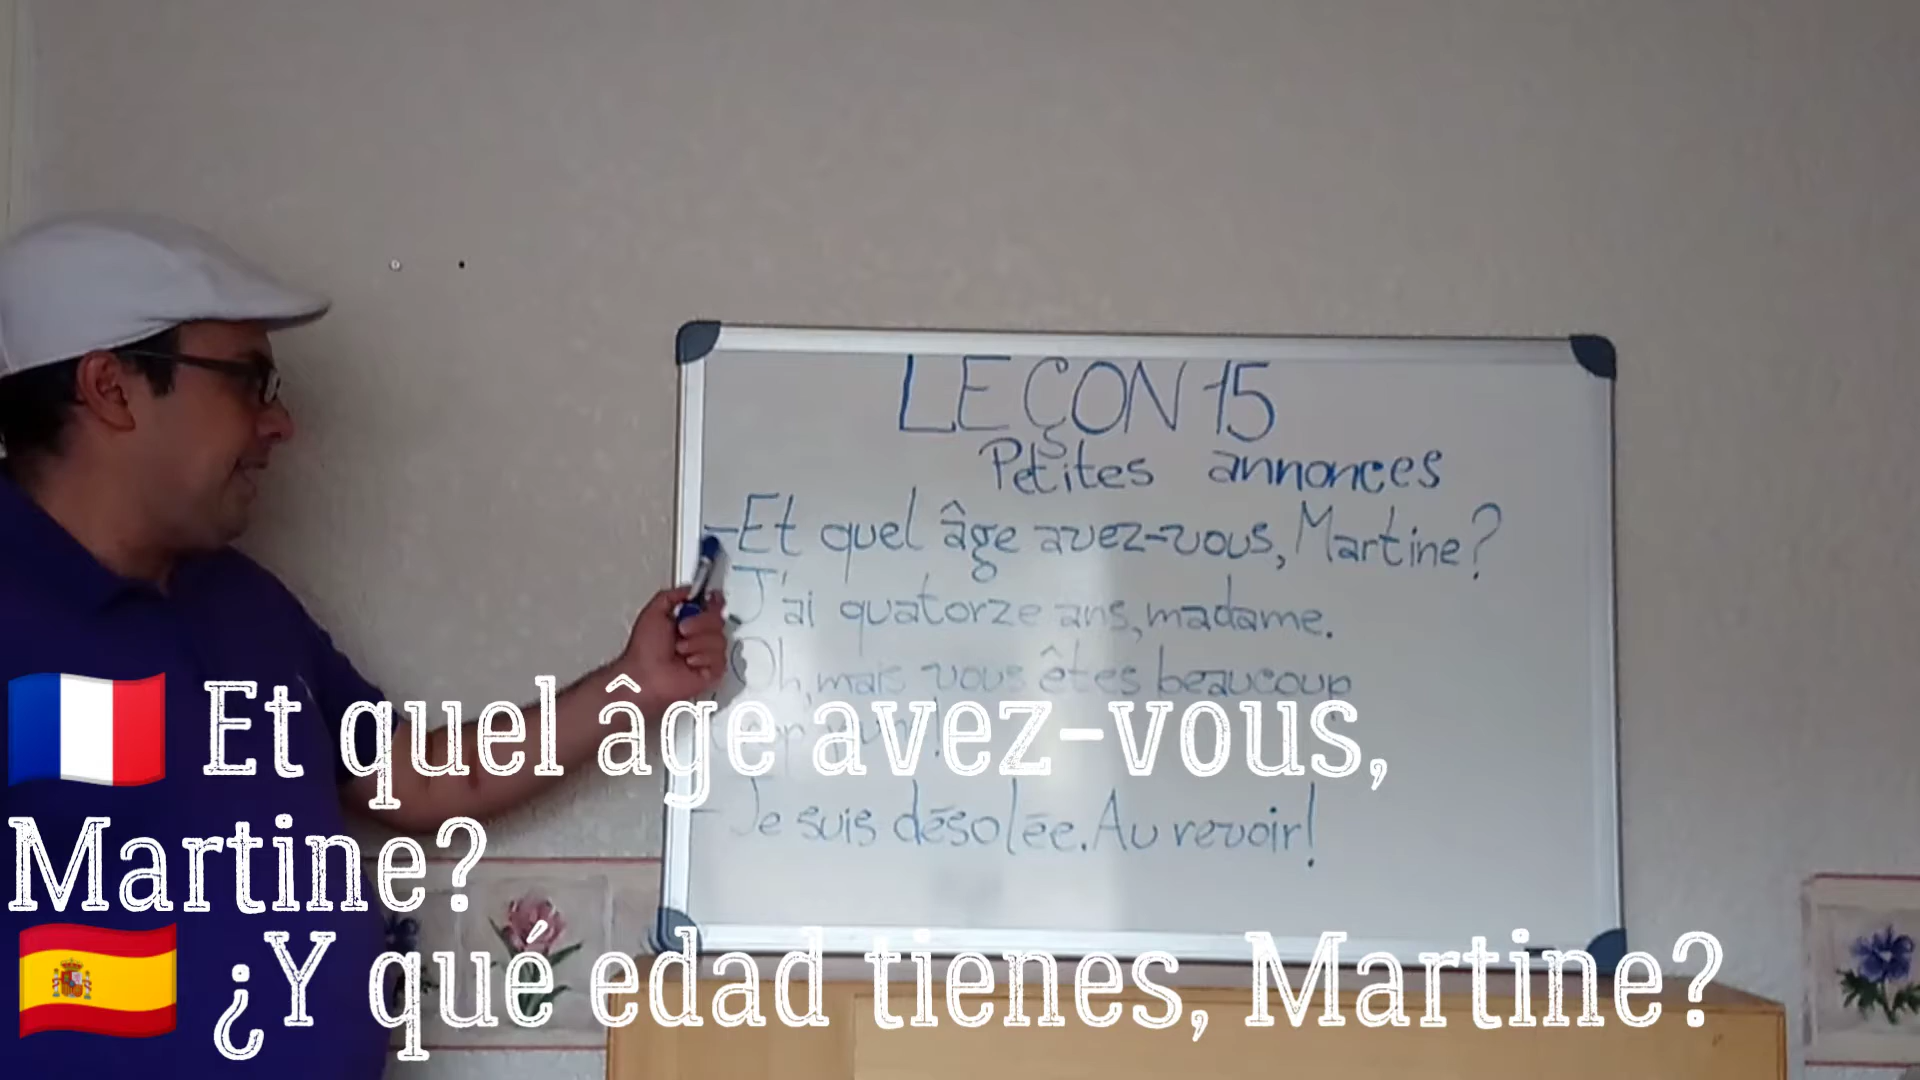 LEÇON 15
Petites annonces
-Et quel âge avez-vous, Martine?
J'ai quatorze ans, madame.
Oh, mais vous êtes beaucoup
-Je suis désolée. Au revoir!
🇫🇷 Et quel âge avez-vous,
Martine?
🇪🇸 ¿Y qué edad tienes, Martine?